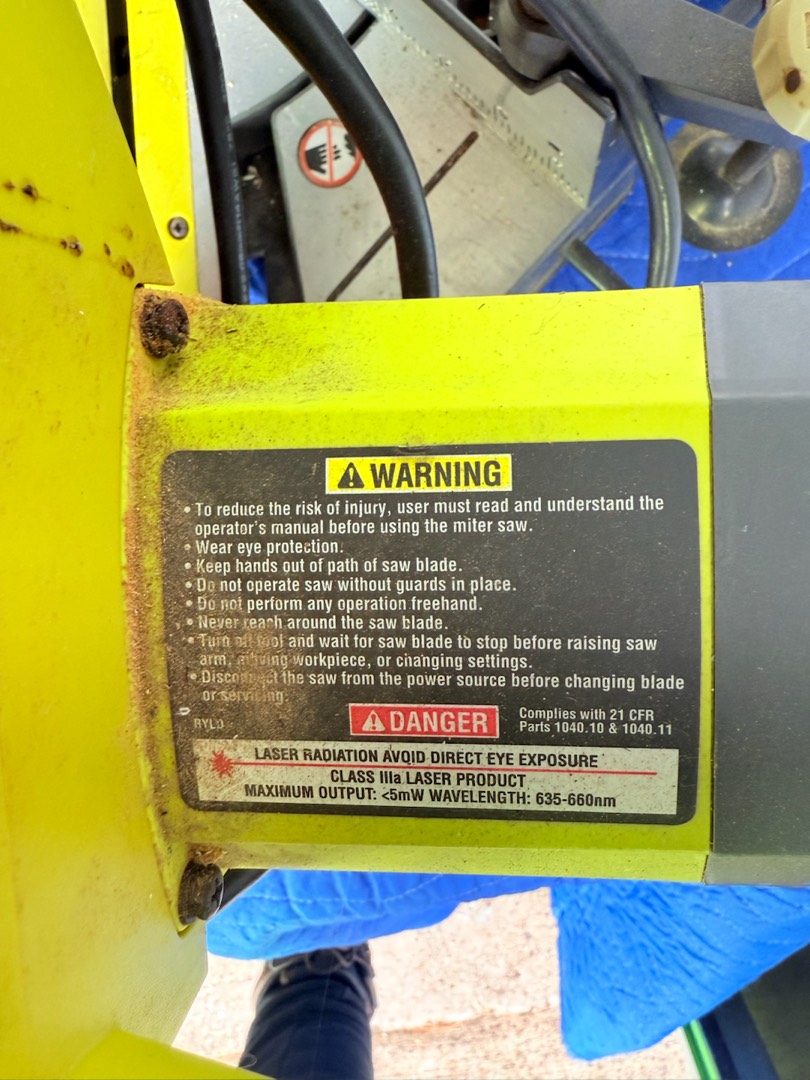 WARNING
• To reduce the risk of injury, user must read and understand the
operator's manual before using the miter saw.
• Wear eye protection.
• Keep hands out of path of saw blade.
• Do not operate saw without guards in place.
• Do not perform any operation freehand.
• Never reach around the saw blade.
• Turn off tool and wait for saw blade to stop before raising saw
arm, moving workpiece, or changing settings.
• Disconnect the saw from the power source before changing blade
or servicing.
DANGER
Complies with 21 CFR
Parts 1040.10 & 1040.11
LASER RADIATION AVOID DIRECT EYE EXPOSURE
CLASS IIIa LASER PRODUCT
MAXIMUM OUTPUT: <5mW WAVELENGTH: 635-660nm